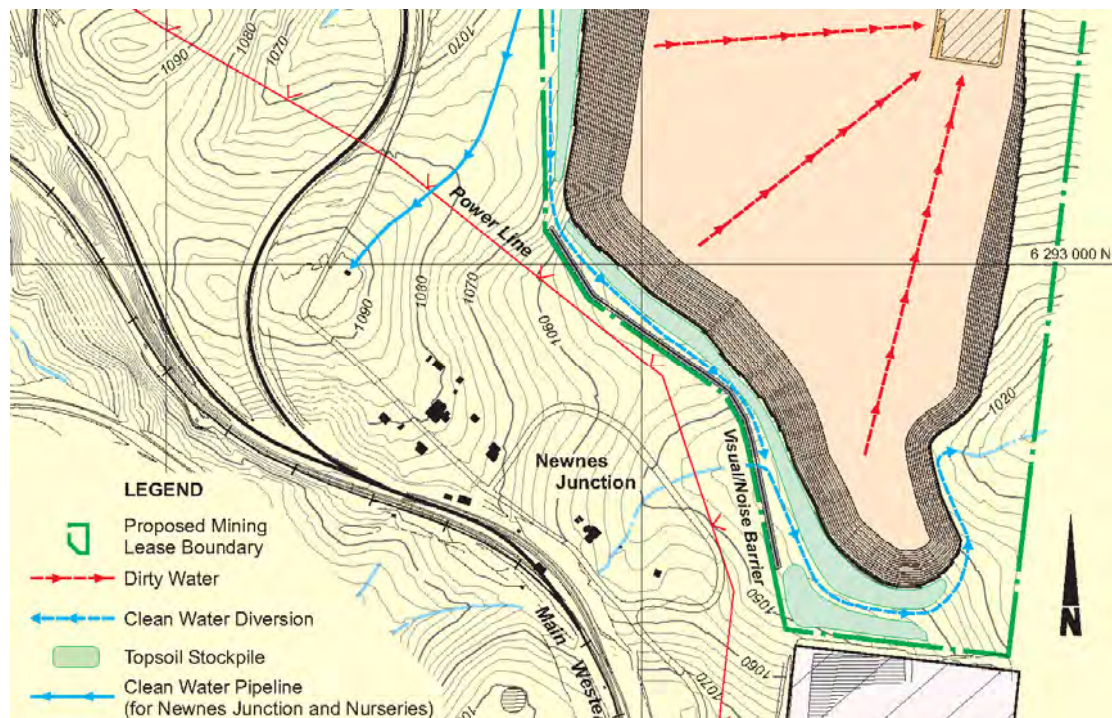 1090
1080
1070
1070
Power Line
6 293 000 N
1090
1080
1070
1060
1020
Newnes
Junction
Visual/Noise Barrier
LEGEND
Proposed Mining
Lease Boundary
Dirty Water
Clean Water Diversion
Topsoil Stockpile
Clean Water Pipeline
(for Newnes Junction and Nurseries)
Main Weste
1050
1060
1070
N